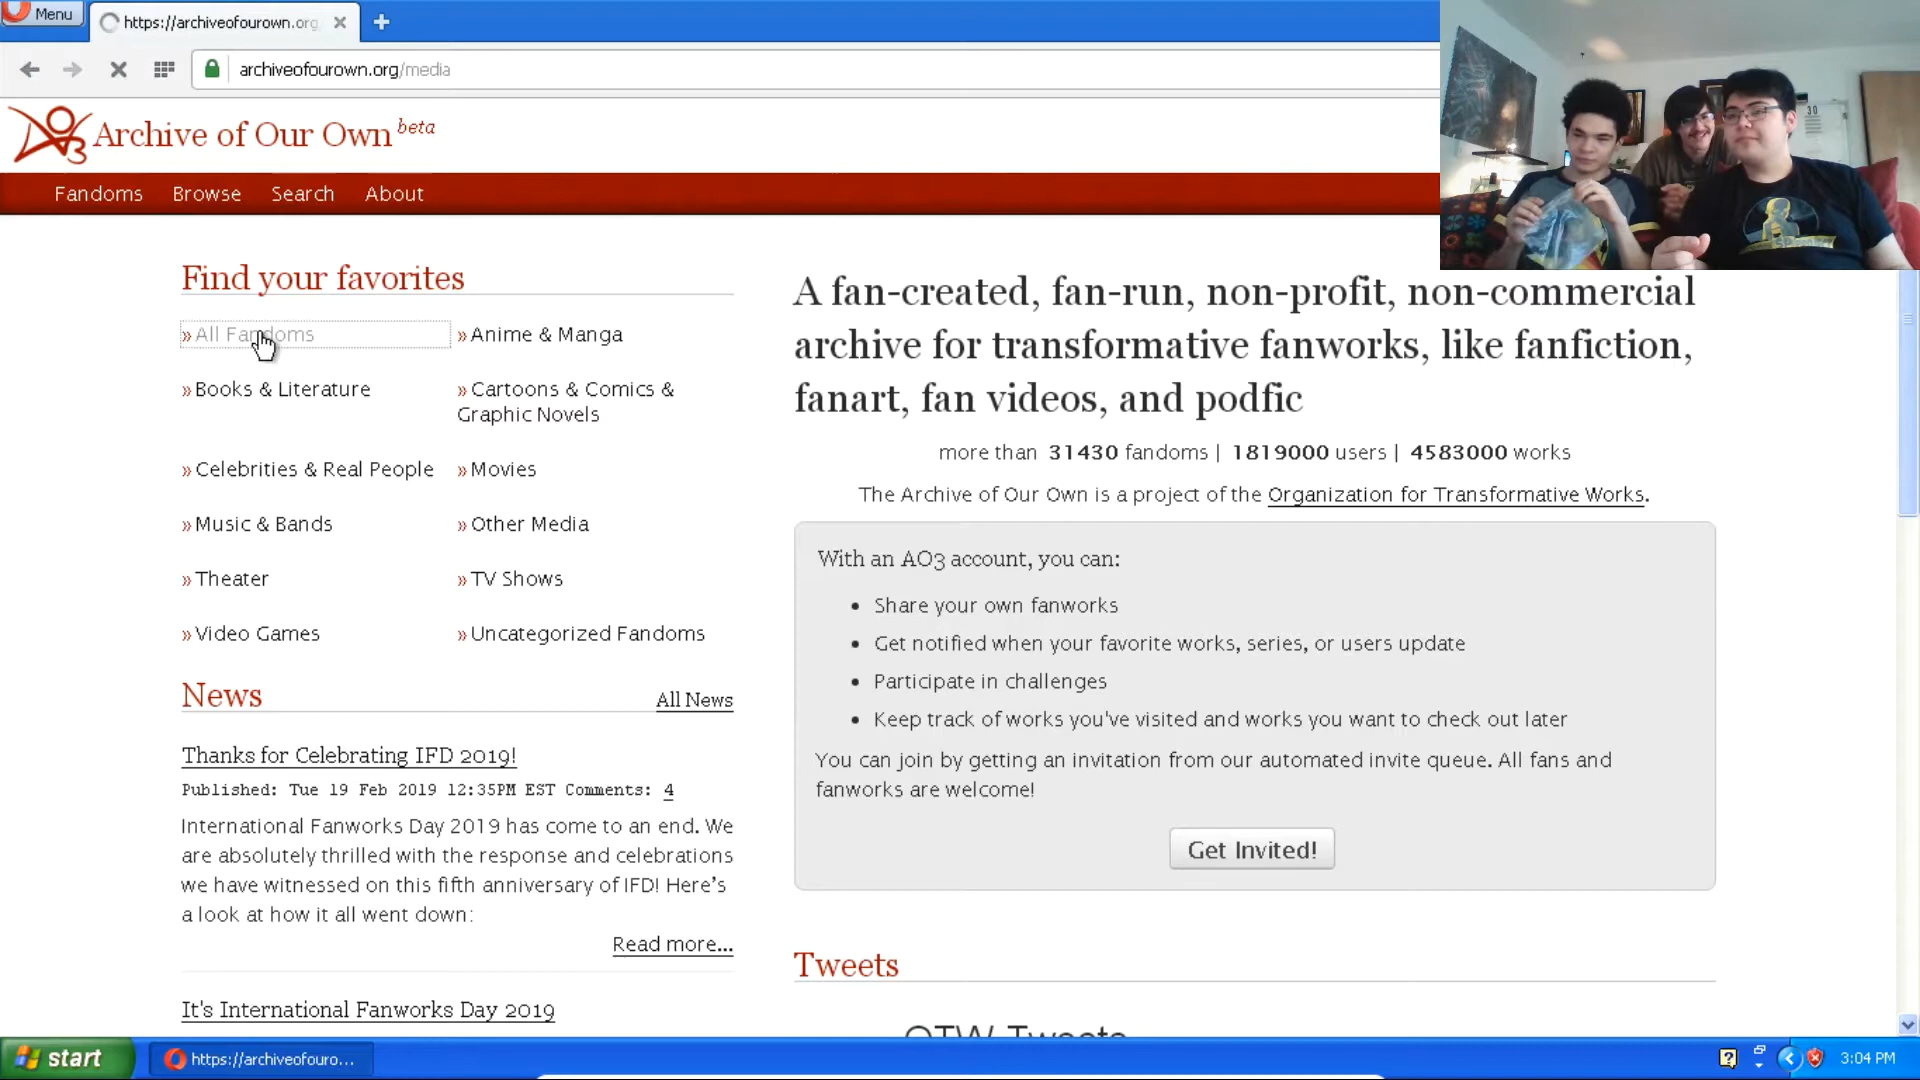 Menu
https://archiveofourown.org
archiveofourown.org/media
Archive of Our Own beta
Fandoms Browse Search About
Find your favorites
» All Fandoms » Anime & Manga
» Books & Literature » Cartoons & Comics &
Graphic Novels
» Celebrities & Real People » Movies
» Music & Bands » Other Media
» Theater » TV Shows
» Video Games » Uncategorized Fandoms
News All News
Thanks for Celebrating IFD 2019!
Published: Tue 19 Feb 2019 12:35PM EST Comments: 4
International Fanworks Day 2019 has come to an end. We
are absolutely thrilled with the response and celebrations
we have witnessed on this fifth anniversary of IFD! Here's
a look at how it all went down:
Read more...
It's International Fanworks Day 2019
A fan-created, fan-run, non-profit, non-commercial
archive for transformative fanworks, like fanfiction,
fanart, fan videos, and podfic
more than 31430 fandoms | 1819000 users | 4583000 works
The Archive of Our Own is a project of the Organization for Transformative Works.
With an AO3 account, you can:
• Share your own fanworks
• Get notified when your favorite works, series, or users update
• Participate in challenges
• Keep track of works you've visited and works you want to check out later
You can join by getting an invitation from our automated invite queue. All fans and
fanworks are welcome!
Get Invited!
Tweets
OTW Tweets
30
start
https://archiveofouro...
3:04 PM